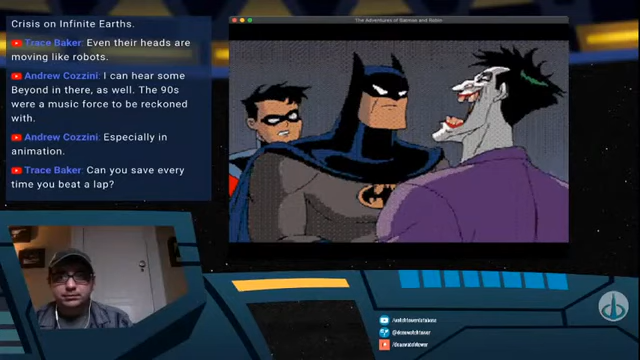 Crisis on Infinite Earths.
Trace Baker: Even their heads are
moving like robots.
Andrew Cozzini: I can hear some
Beyond in there, as well. The 90s
were a music force to be reckoned
with.
Andrew Cozzini: Especially in
animation.
Trace Baker: Can you save every
time you beat a lap?
The Adventures of Batman and Robin